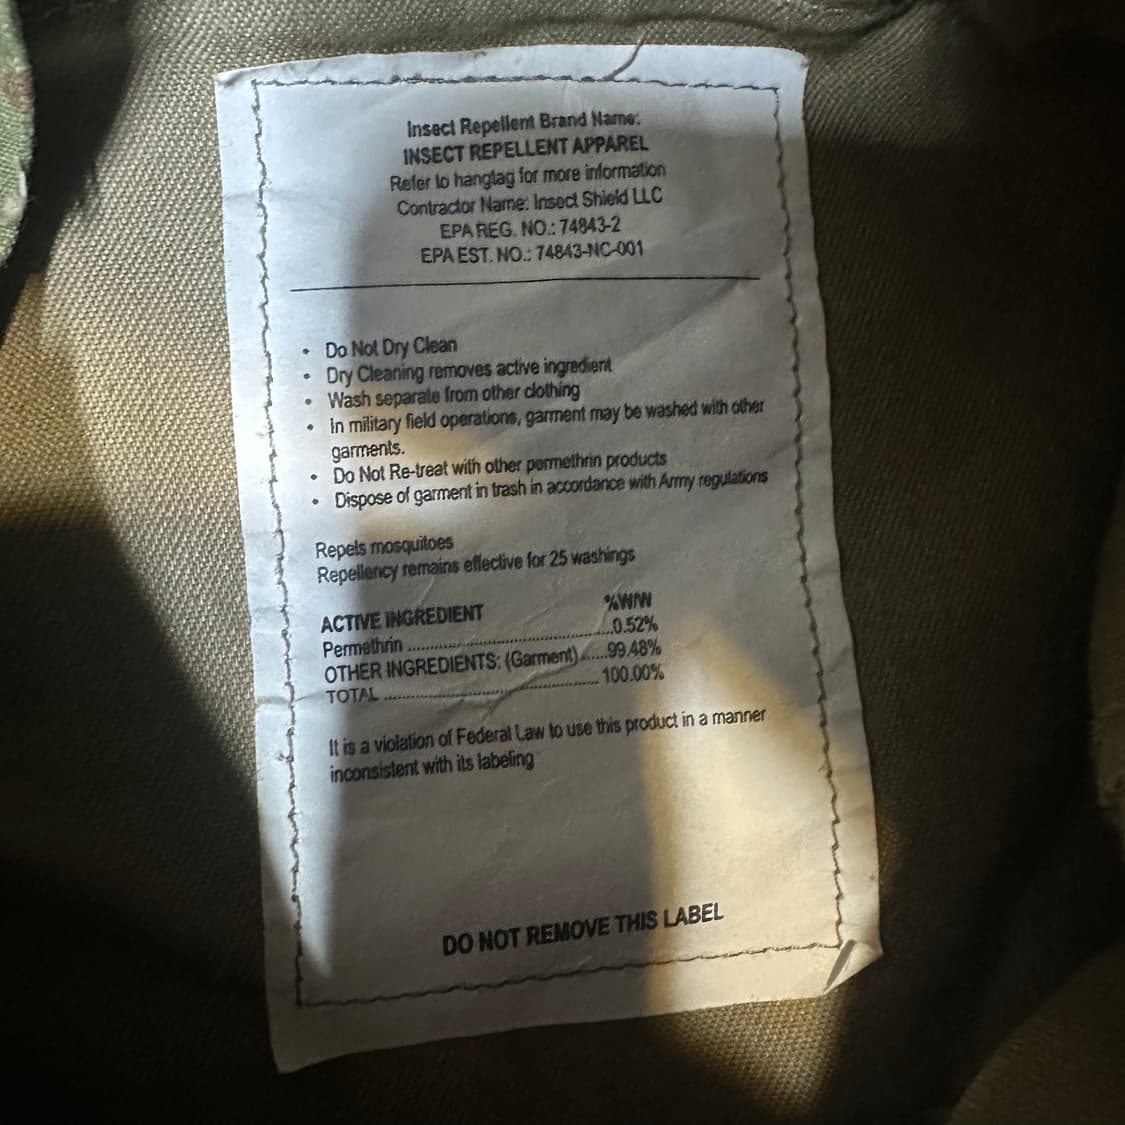 Insect Repellent Brand Name:
INSECT REPELLENT APPAREL
Refer to hangtag for more information
Contractor Name: Insect Shield LLC
EPA REG. NO.: 74843-2
EPA EST. NO.: 74843-NC-001
• Do Not Dry Clean
• Dry Cleaning removes active ingredient
• Wash separate from other clothing
• In military field operations, garment may be washed with other
garments.
• Do Not Re-treat with other permethrin products
• Dispose of garment in trash in accordance with Army regulations
Repels mosquitoes
Repellency remains effective for 25 washings
ACTIVE INGREDIENT %W/W
Permethrin ........................................0.52%
OTHER INGREDIENTS: (Garment) ......99.48%
TOTAL ............................................. 100.00%
It is a violation of Federal Law to use this product in a manner
inconsistent with its labeling
DO NOT REMOVE THIS LABEL